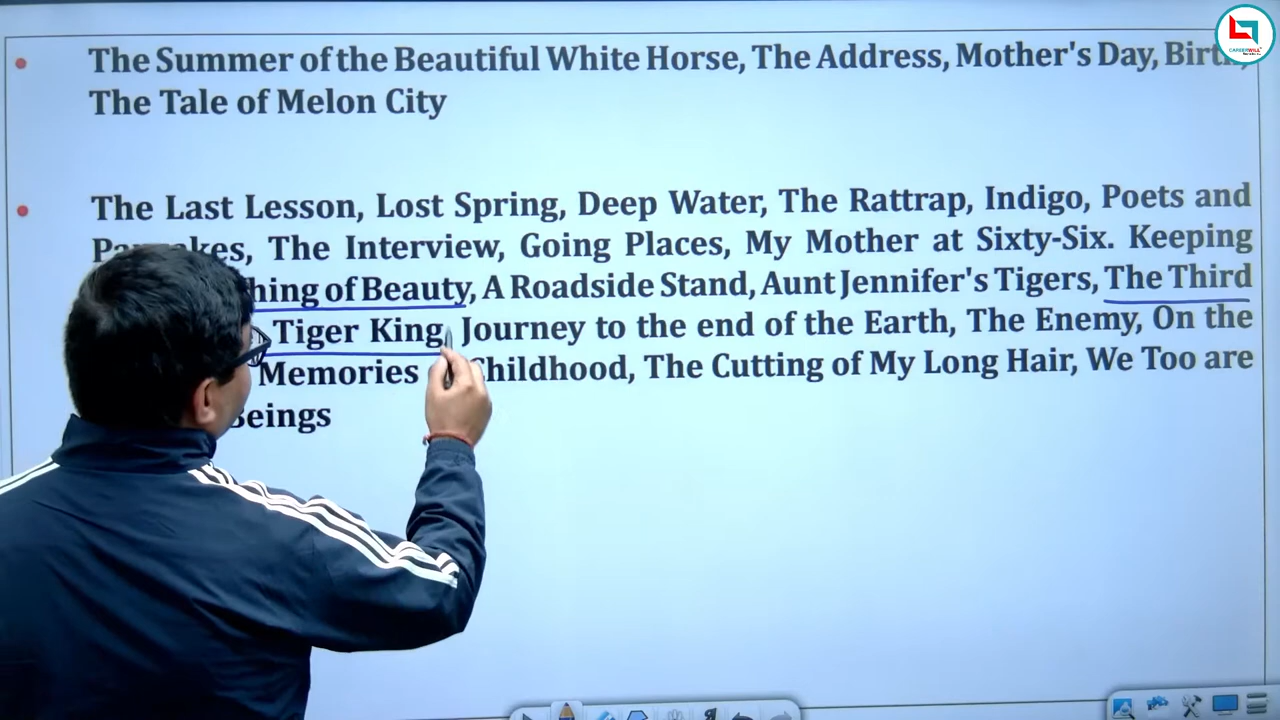 The Summer of the Beautiful White Horse, The Address, Mother's Day, Birth,
The Tale of Melon City
The Last Lesson, Lost Spring, Deep Water, The Rattrap, Indigo, Poets and
The Interview, Going Places, My Mother at Sixty-Six. Keeping
of Beauty, A Roadside Stand, Aunt Jennifer's Tigers, The Third
Tiger King, Journey to the end of the Earth, The Enemy, On the
Memories Childhood, The Cutting of My Long Hair, We Too are
Beings
CAREERWILL